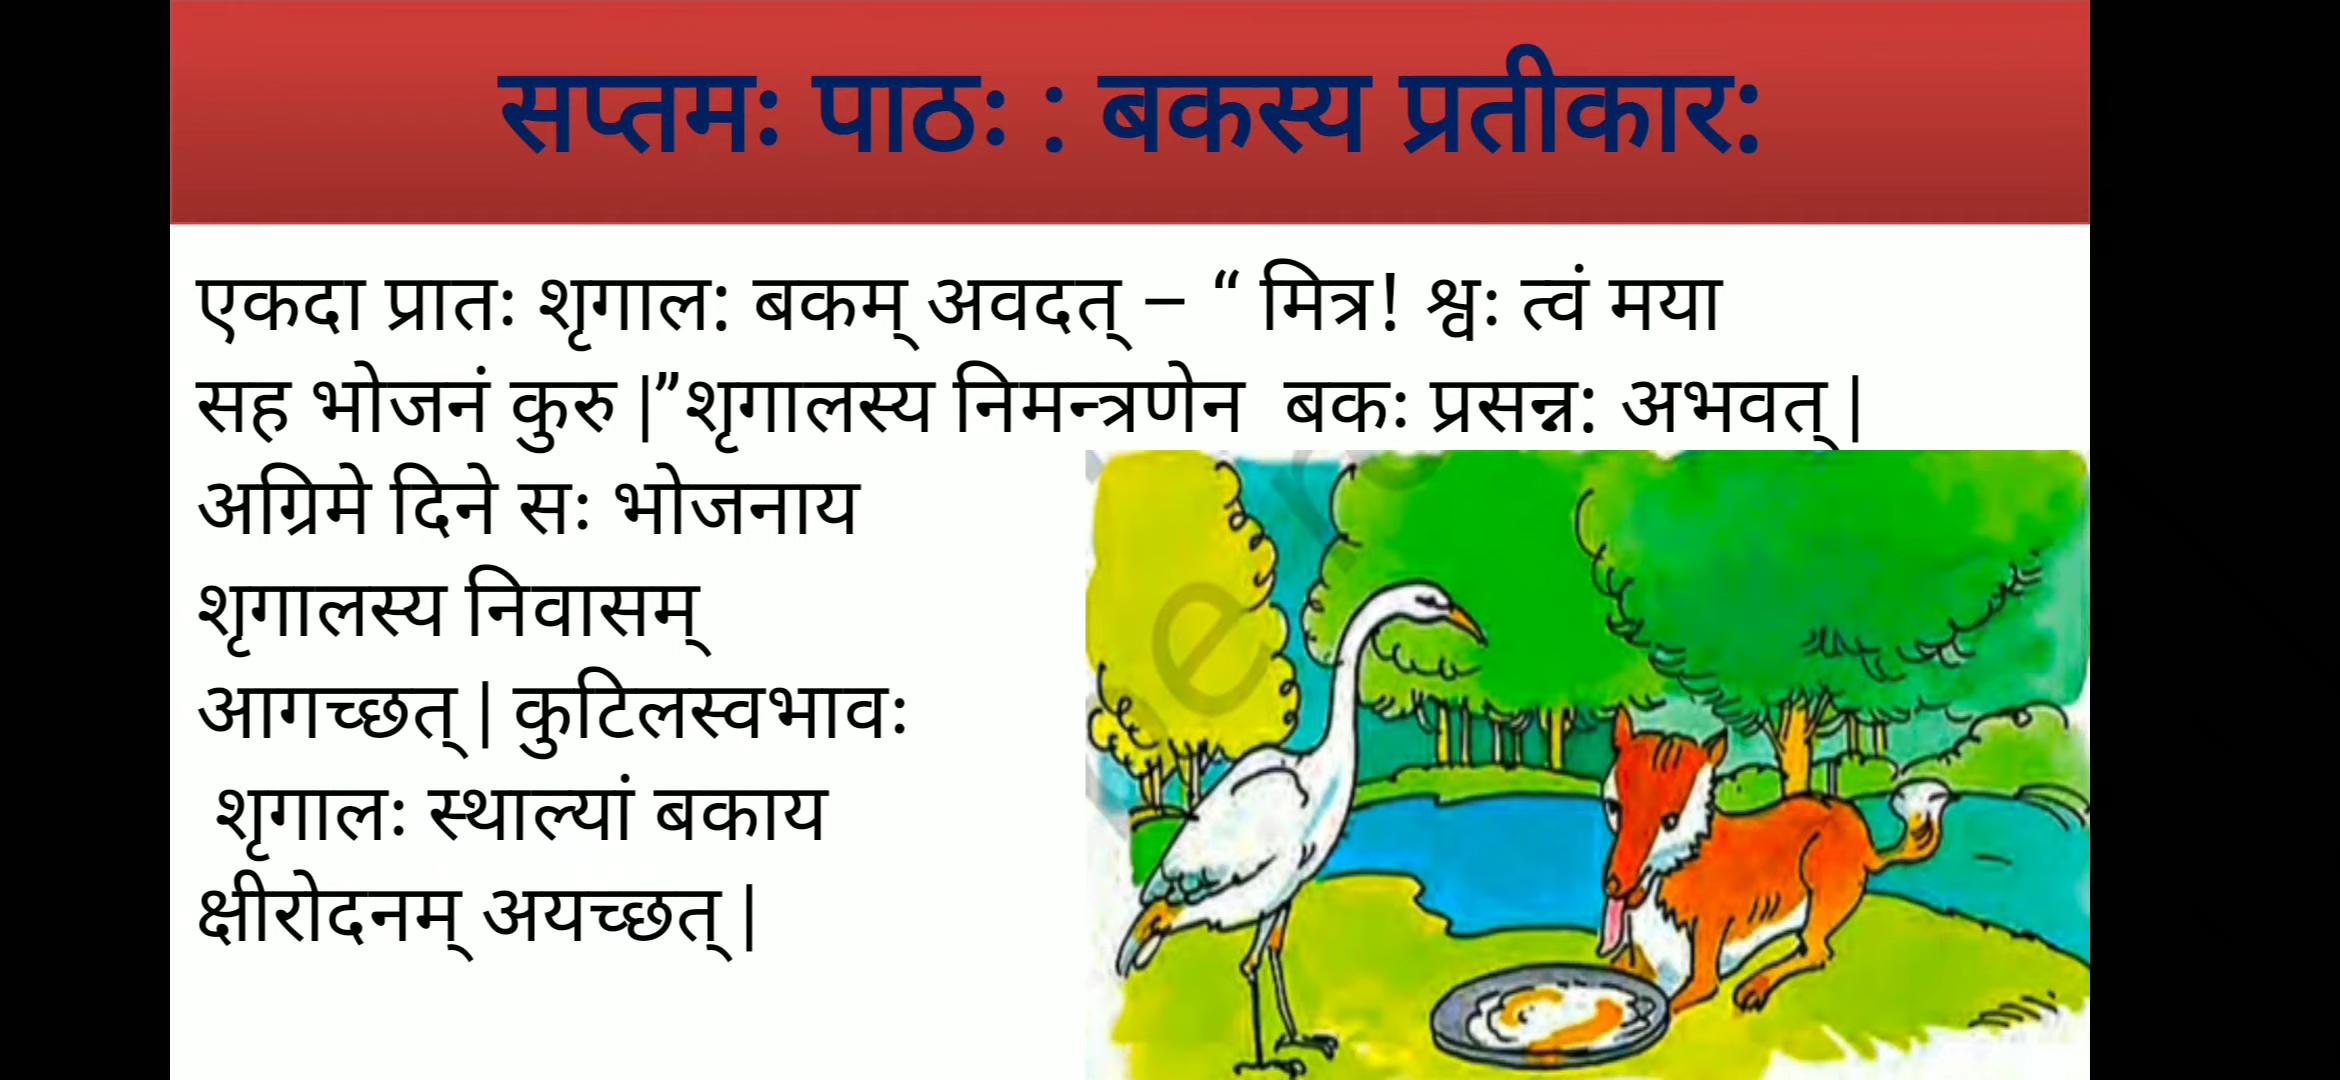 सप्तमः पाठः : बकस्य प्रतीकार:
एकदा प्रातः शृगाल: बकम् अवदत् – “ मित्र! श्वः त्वं मया
सह भोजनं कुरु |”शृगालस्य निमन्त्रणेन  बकः प्रसन्न: अभवत् |
अग्रिमे दिने सः भोजनाय
शृगालस्य निवासम्
आगच्छत् | कुटिलस्वभावः
शृगालः स्थाल्यां बकाय
क्षीरोदनम् अयच्छत् |